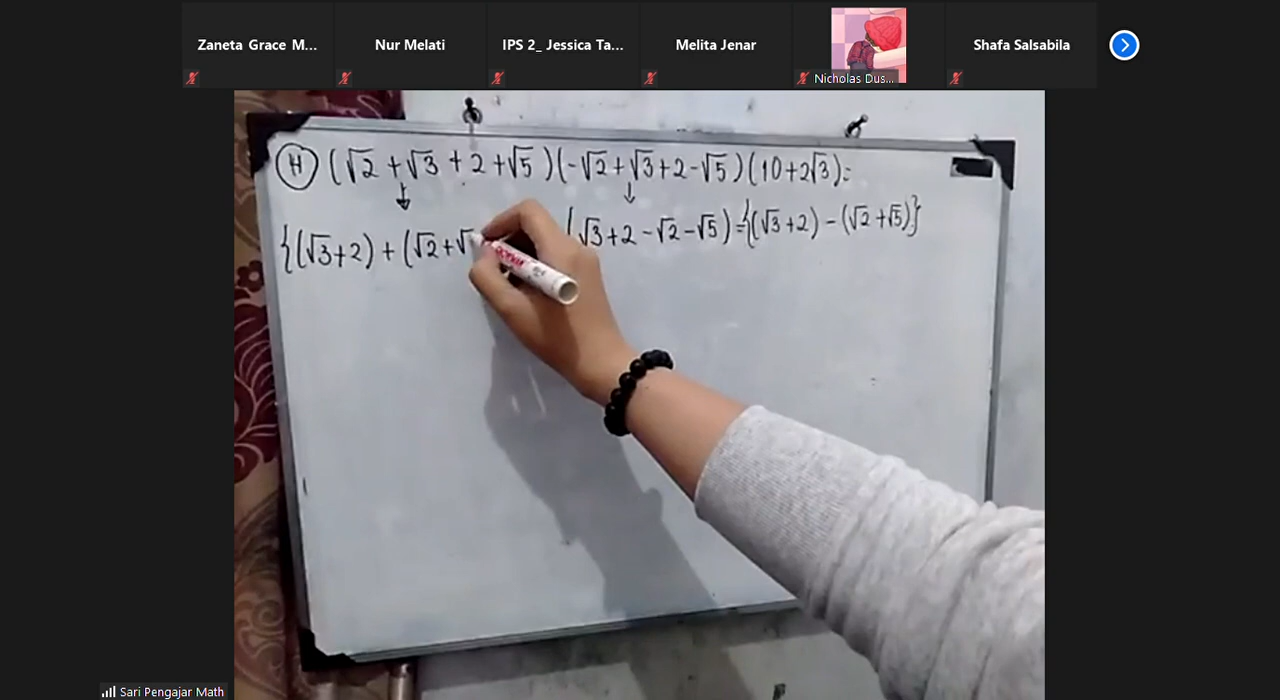 Zaneta Grace M...
Nur Melati
IPS 2_ Jessica Ta...
Melita Jenar
Nicholas Dus...
Shafa Salsabila
H (√2 + √3 + 2 + √5)(-√2 + √3 + 2 - √5)(10 + 2√3) =
{(√3 + 2) + (√2 + √
(√3 + 2 - √2 - √5) = {(√3 + 2) - (√2 + √5)}
Sari Pengajar Math